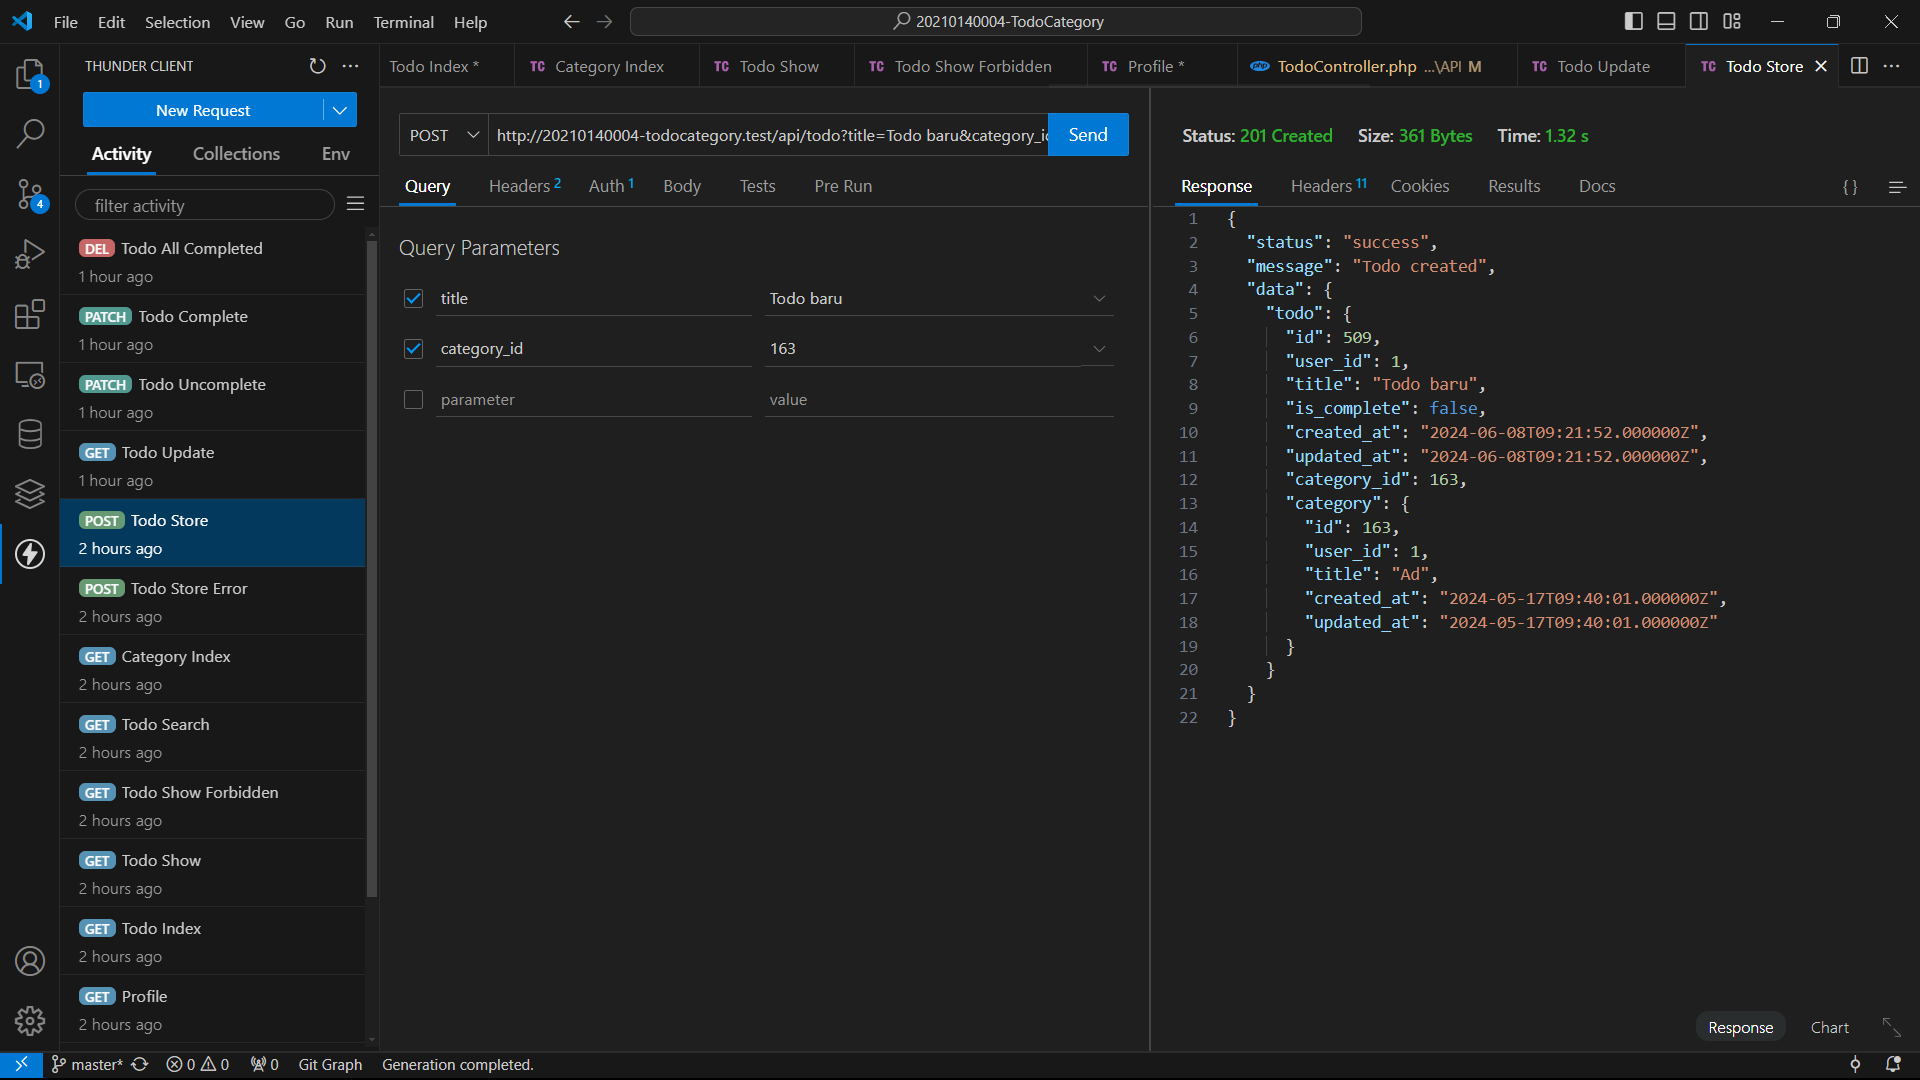 File Edit Selection View Go Run Terminal Help
20210140004-TodoCategory
THUNDER CLIENT
Todo Index *
TC Category Index
TC Todo Show
TC Todo Show Forbidden
TC Profile *
php TodoController.php ...\API M
TC Todo Update
TC Todo Store
1
New Request
Activity Collections Env
filter activity
4
DEL Todo All Completed
1 hour ago
PATCH Todo Complete
1 hour ago
PATCH Todo Uncomplete
1 hour ago
GET Todo Update
1 hour ago
POST Todo Store
2 hours ago
POST Todo Store Error
2 hours ago
GET Category Index
2 hours ago
GET Todo Search
2 hours ago
GET Todo Show Forbidden
2 hours ago
GET Todo Show
2 hours ago
GET Todo Index
2 hours ago
GET Profile
2 hours ago
POST http://20210140004-todocategory.test/api/todo?title=Todo baru&category_i Send
Query Headers 2 Auth 1 Body Tests Pre Run
Query Parameters
title Todo baru
category_id 163
parameter value
Status: 201 Created Size: 361 Bytes Time: 1.32 s
Response Headers 11 Cookies Results Docs {}
1 {
2 "status": "success",
3 "message": "Todo created",
4 "data": {
5 "todo": {
6 "id": 509,
7 "user_id": 1,
8 "title": "Todo baru",
9 "is_complete": false,
10 "created_at": "2024-06-08T09:21:52.000000Z",
11 "updated_at": "2024-06-08T09:21:52.000000Z",
12 "category_id": 163,
13 "category": {
14 "id": 163,
15 "user_id": 1,
16 "title": "Ad",
17 "created_at": "2024-05-17T09:40:01.000000Z",
18 "updated_at": "2024-05-17T09:40:01.000000Z"
19 }
20 }
21 }
22 }
Response Chart
master* 0 0 0 Git Graph Generation completed.